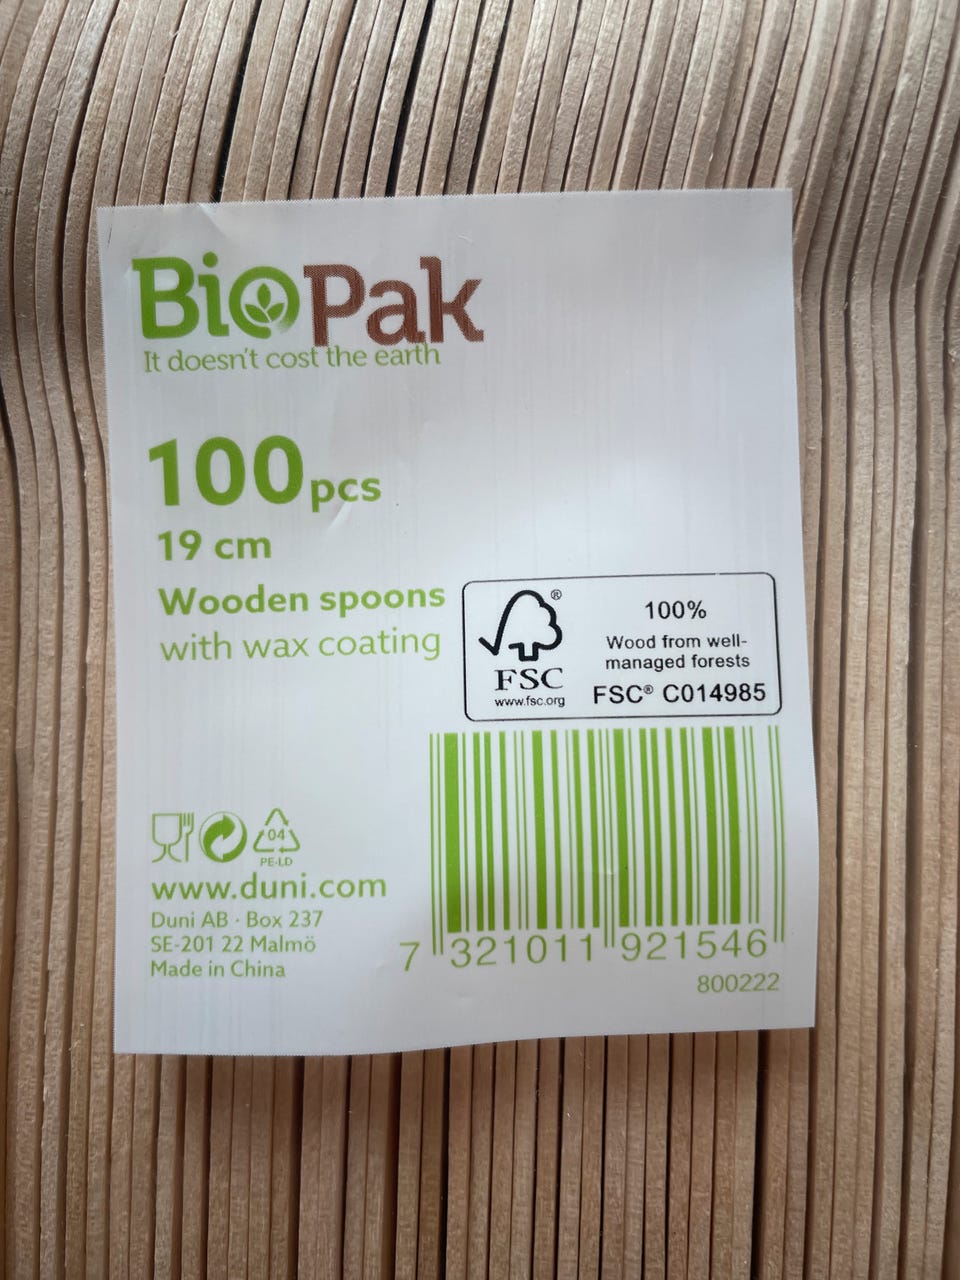 BioPak
It doesn't cost the earth
100 pcs
19 cm
Wooden spoons
with wax coating
®
FSC
www.fsc.org
100%
Wood from well-
managed forests
FSC® C014985
04
PE-LD
www.duni.com
Duni AB · Box 237
SE-201 22 Malmö
Made in China
7 321011 921546
800222